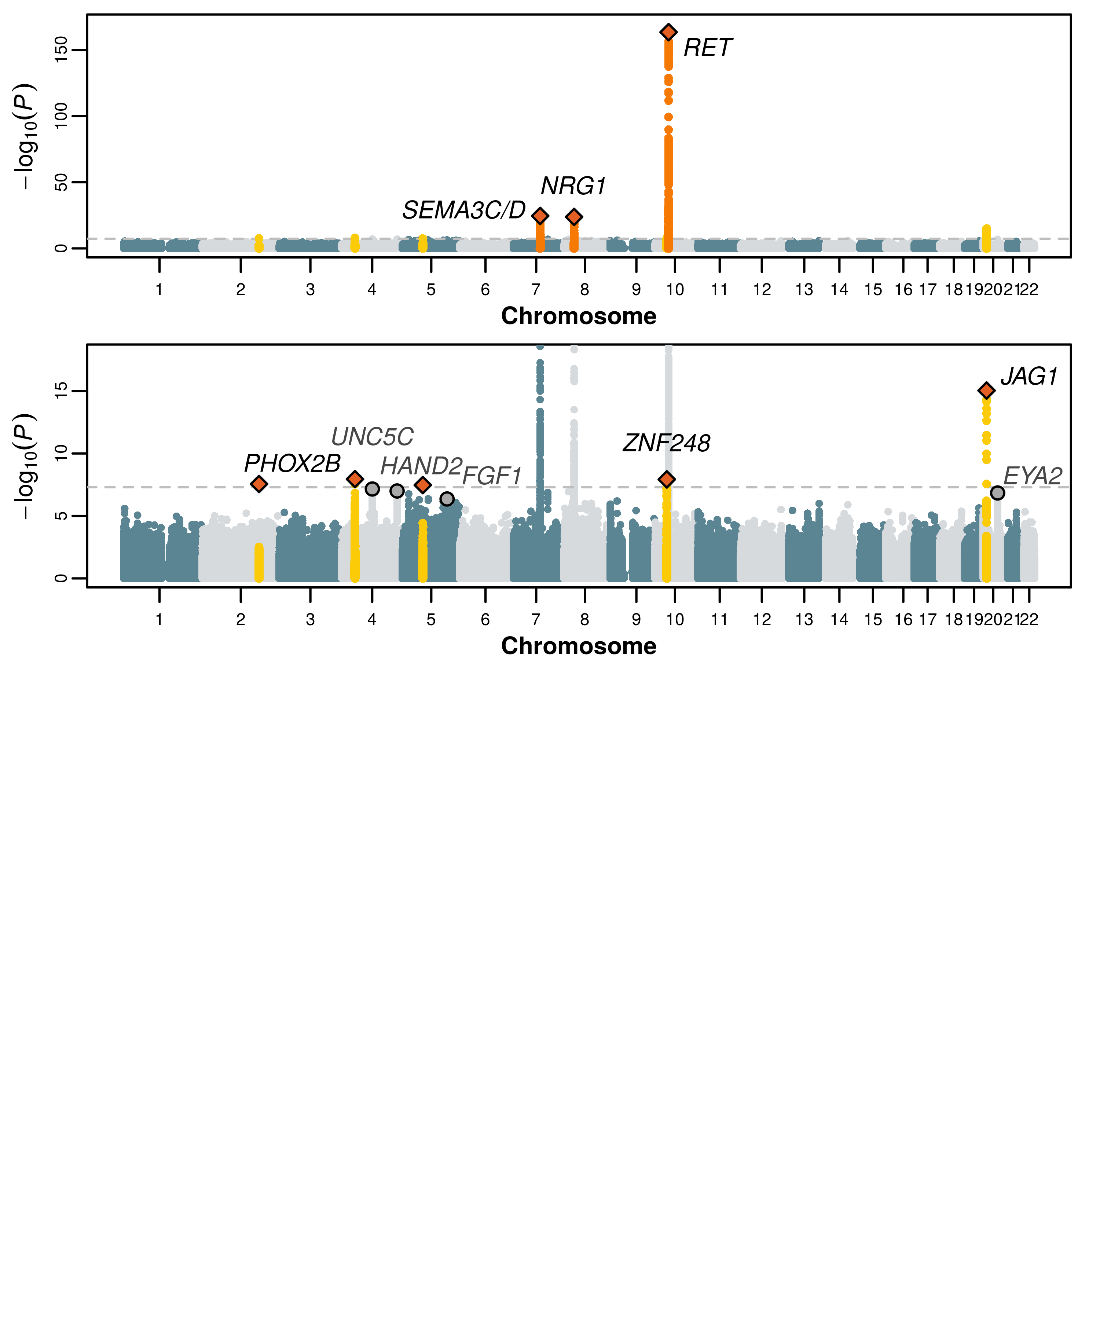 −log10(P)
150
100
50
0
RET
NRG1
SEMA3C/D
1 2 3 4 5 6 7 8 9 10 11 12 13 14 15 16 17 18 19 20 21 22
Chromosome
−log10(P)
15
10
5
0
JAG1
UNC5C
ZNF248
PHOX2B
HAND2
FGF1
EYA2
1 2 3 4 5 6 7 8 9 10 11 12 13 14 15 16 17 18 19 20 21 22
Chromosome